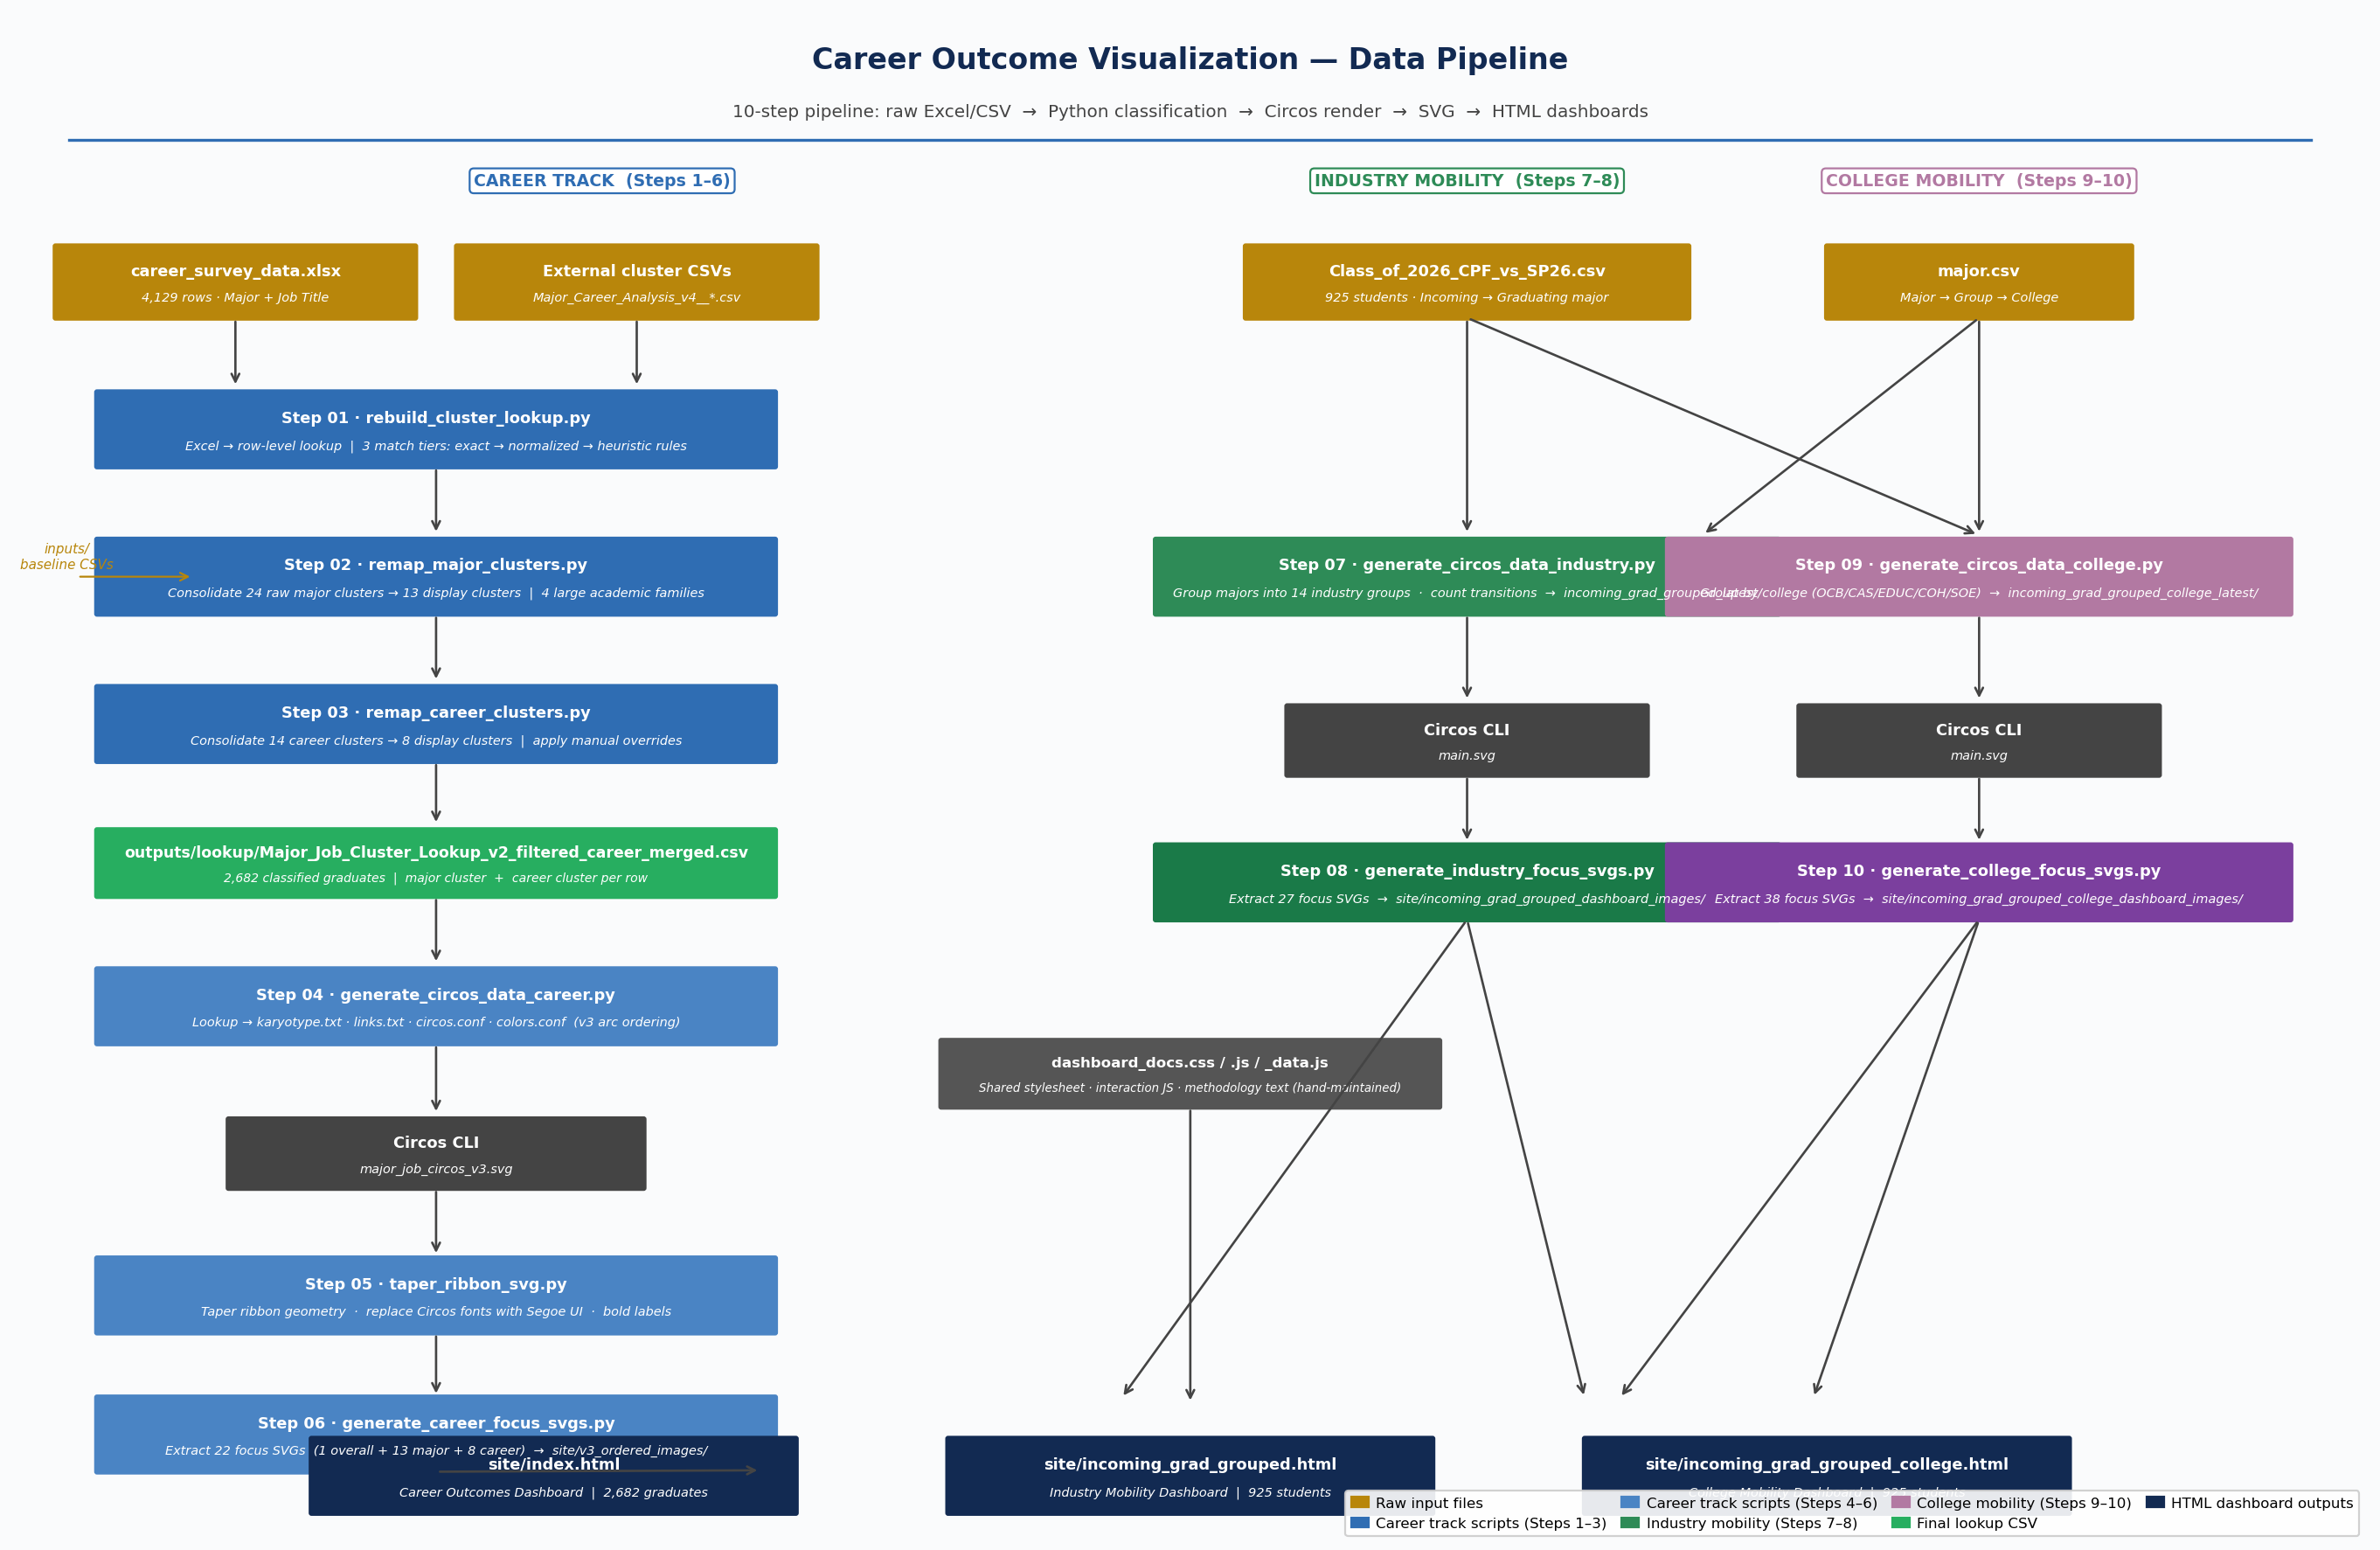 Career Outcome Visualization — Data Pipeline
10-step pipeline: raw Excel/CSV → Python classification → Circos render → SVG → HTML dashboards
CAREER TRACK (Steps 1–6)
INDUSTRY MOBILITY (Steps 7–8)
COLLEGE MOBILITY (Steps 9–10)
career_survey_data.xlsx
4,129 rows · Major + Job Title
External cluster CSVs
Major_Career_Analysis_v4__*.csv
Class_of_2026_CPF_vs_SP26.csv
925 students · Incoming → Graduating major
major.csv
Major → Group → College
Step 01 · rebuild_cluster_lookup.py
Excel → row-level lookup | 3 match tiers: exact → normalized → heuristic rules
inputs/
baseline CSVs
Step 02 · remap_major_clusters.py
Consolidate 24 raw major clusters → 13 display clusters | 4 large academic families
Step 07 · generate_circos_data_industry.py
Group majors into 14 industry groups · count transitions → incoming_grad_grouped_latest/
Step 09 · generate_circos_data_college.py
Group by college (OCB/CAS/EDUC/COH/SOE) → incoming_grad_grouped_college_latest/
Step 03 · remap_career_clusters.py
Consolidate 14 career clusters → 8 display clusters | apply manual overrides
Circos CLI
main.svg
Circos CLI
main.svg
outputs/lookup/Major_Job_Cluster_Lookup_v2_filtered_career_merged.csv
2,682 classified graduates | major cluster + career cluster per row
Step 08 · generate_industry_focus_svgs.py
Extract 27 focus SVGs → site/incoming_grad_grouped_dashboard_images/
Step 10 · generate_college_focus_svgs.py
Extract 38 focus SVGs → site/incoming_grad_grouped_college_dashboard_images/
Step 04 · generate_circos_data_career.py
Lookup → karyotype.txt · links.txt · circos.conf · colors.conf (v3 arc ordering)
dashboard_docs.css / .js / _data.js
Shared stylesheet · interaction JS · methodology text (hand-maintained)
Circos CLI
major_job_circos_v3.svg
Step 05 · taper_ribbon_svg.py
Taper ribbon geometry · replace Circos fonts with Segoe UI · bold labels
Step 06 · generate_career_focus_svgs.py
Extract 22 focus SVGs (1 overall + 13 major + 8 career) → site/v3_ordered_images/
site/index.html
Career Outcomes Dashboard | 2,682 graduates
site/incoming_grad_grouped.html
Industry Mobility Dashboard | 925 students
site/incoming_grad_grouped_college.html
College Mobility Dashboard | 925 students
Raw input files
Career track scripts (Steps 1–3)
Career track scripts (Steps 4–6)
Industry mobility (Steps 7–8)
College mobility (Steps 9–10)
Final lookup CSV
HTML dashboard outputs